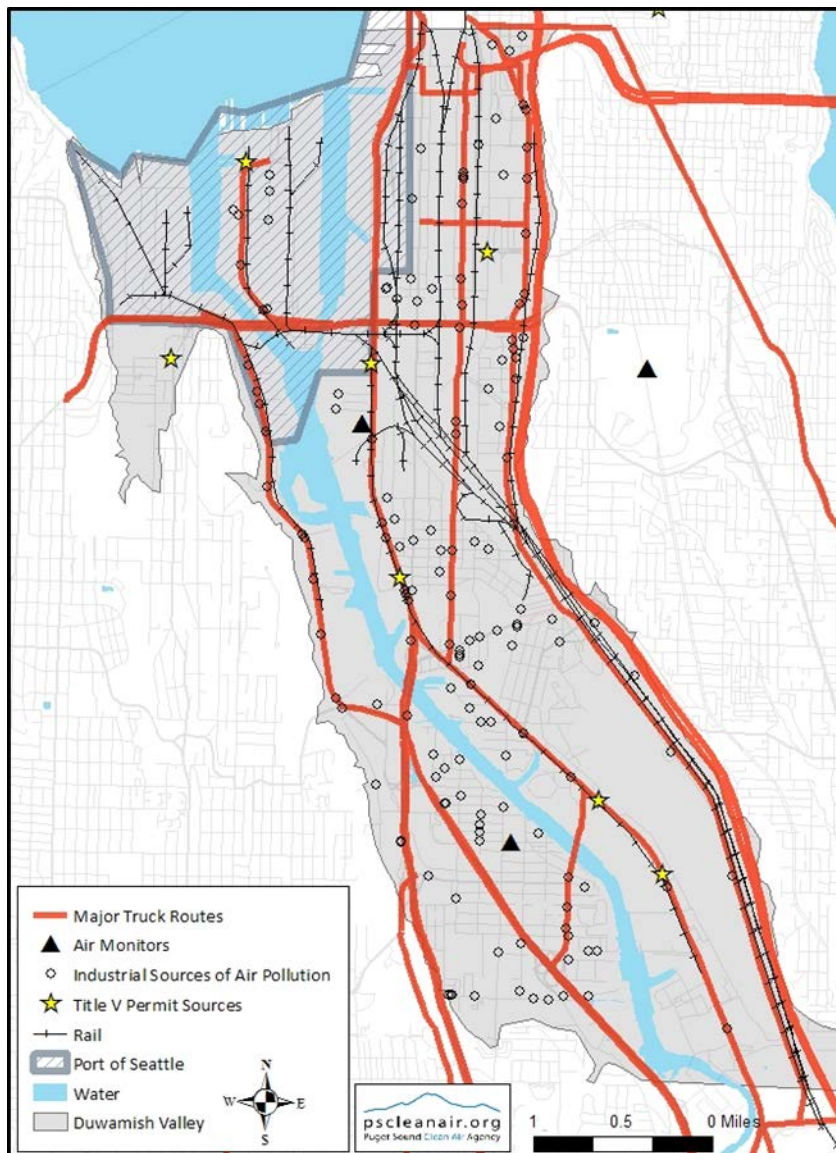 Major Truck Routes
Air Monitors
Industrial Sources of Air Pollution
Title V Permit Sources
Rail
Port of Seattle
Water
Duwamish Valley
N
W E
S
pscleanair.org
Puget Sound Clean Air Agency
1 0.5 0 Miles